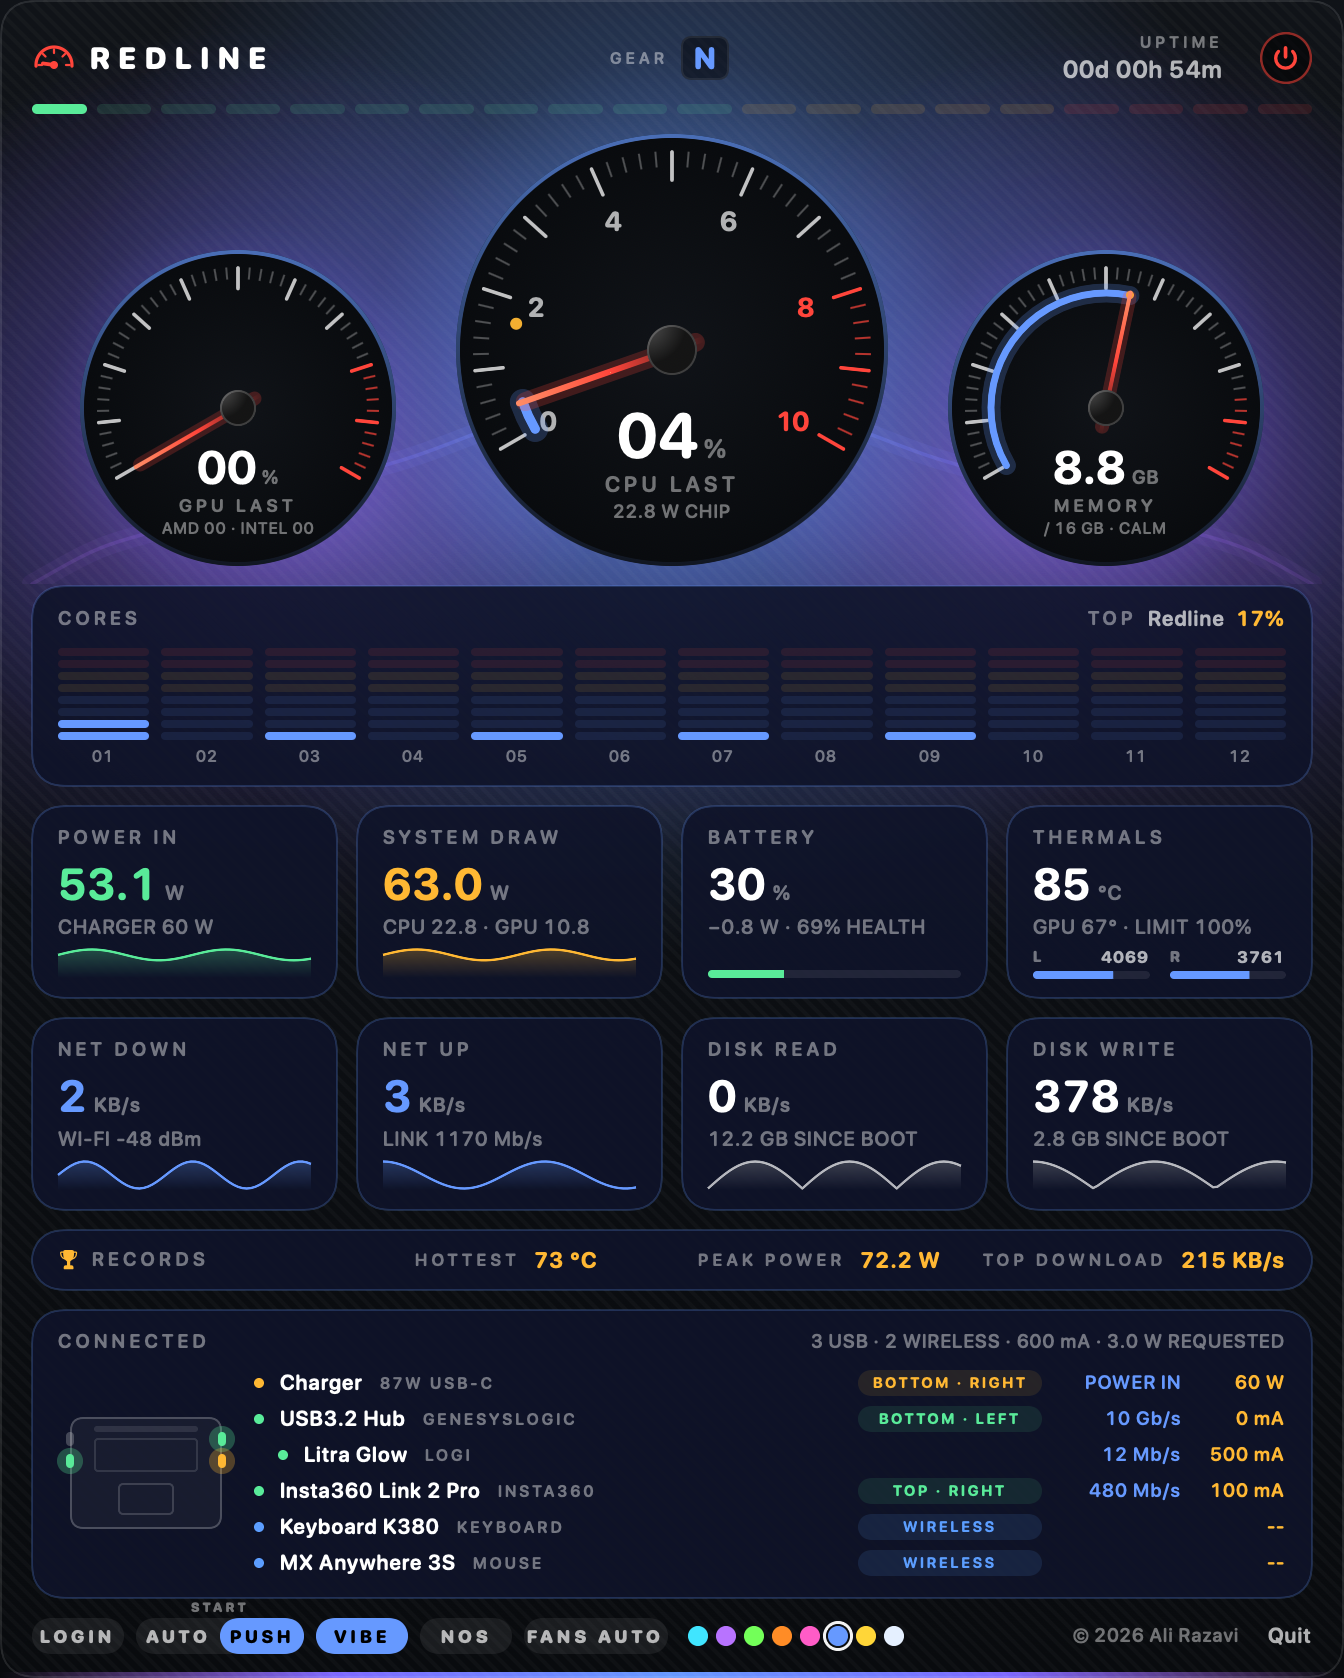 REDLINE
GEAR N
UPTIME
00d 00h 54m
4 6
2 8
0 10
00 %
GPU LAST
AMD 00 · INTEL 00
04 %
CPU LAST
22.8 W CHIP
8.8 GB
MEMORY
/ 16 GB · CALM
CORES
TOP Redline 17%
01 02 03 04 05 06 07 08 09 10 11 12
POWER IN
53.1 W
CHARGER 60 W
SYSTEM DRAW
63.0 W
CPU 22.8 · GPU 10.8
BATTERY
30 %
−0.8 W · 69% HEALTH
THERMALS
85 °C
GPU 67° · LIMIT 100%
L 4069 R 3761
NET DOWN
2 KB/s
WI-FI -48 dBm
NET UP
3 KB/s
LINK 1170 Mb/s
DISK READ
0 KB/s
12.2 GB SINCE BOOT
DISK WRITE
378 KB/s
2.8 GB SINCE BOOT
RECORDS HOTTEST 73 °C PEAK POWER 72.2 W TOP DOWNLOAD 215 KB/s
CONNECTED 3 USB · 2 WIRELESS · 600 mA · 3.0 W REQUESTED
Charger 87W USB-C BOTTOM · RIGHT POWER IN 60 W
USB3.2 Hub GENESYSLOGIC BOTTOM · LEFT 10 Gb/s 0 mA
Litra Glow LOGI 12 Mb/s 500 mA
Insta360 Link 2 Pro INSTA360 TOP · RIGHT 480 Mb/s 100 mA
Keyboard K380 KEYBOARD WIRELESS --
MX Anywhere 3S MOUSE WIRELESS --
START
LOGIN AUTO PUSH VIBE NOS FANS AUTO © 2026 Ali Razavi Quit